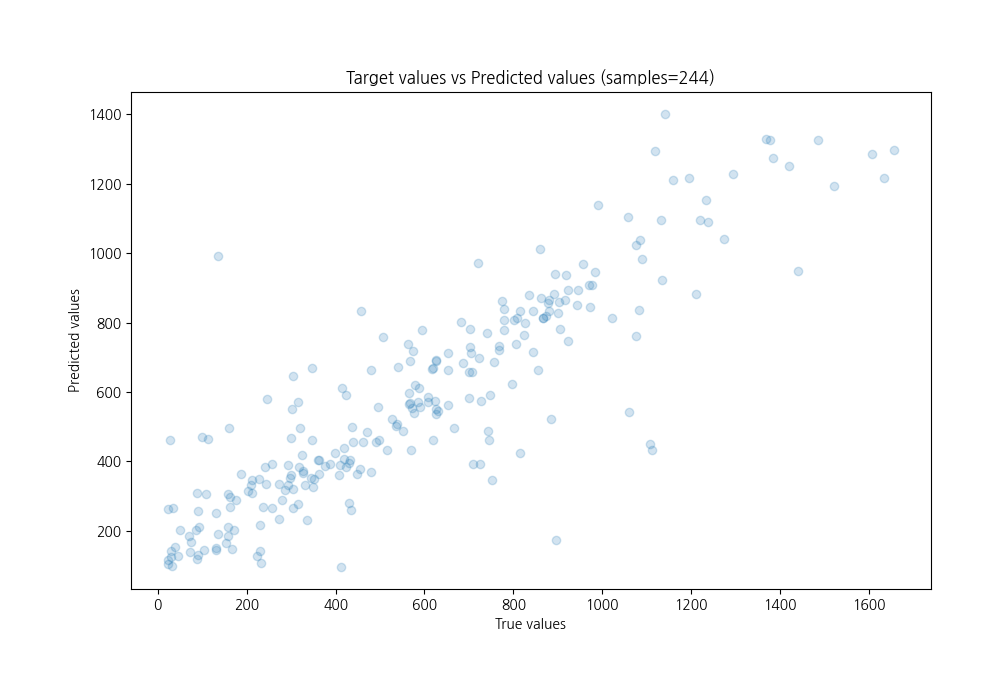 Target values vs Predicted values (samples=244)
1400
1200
1000
800
600
400
200
Predicted values
0 200 400 600 800 1000 1200 1400 1600
True values